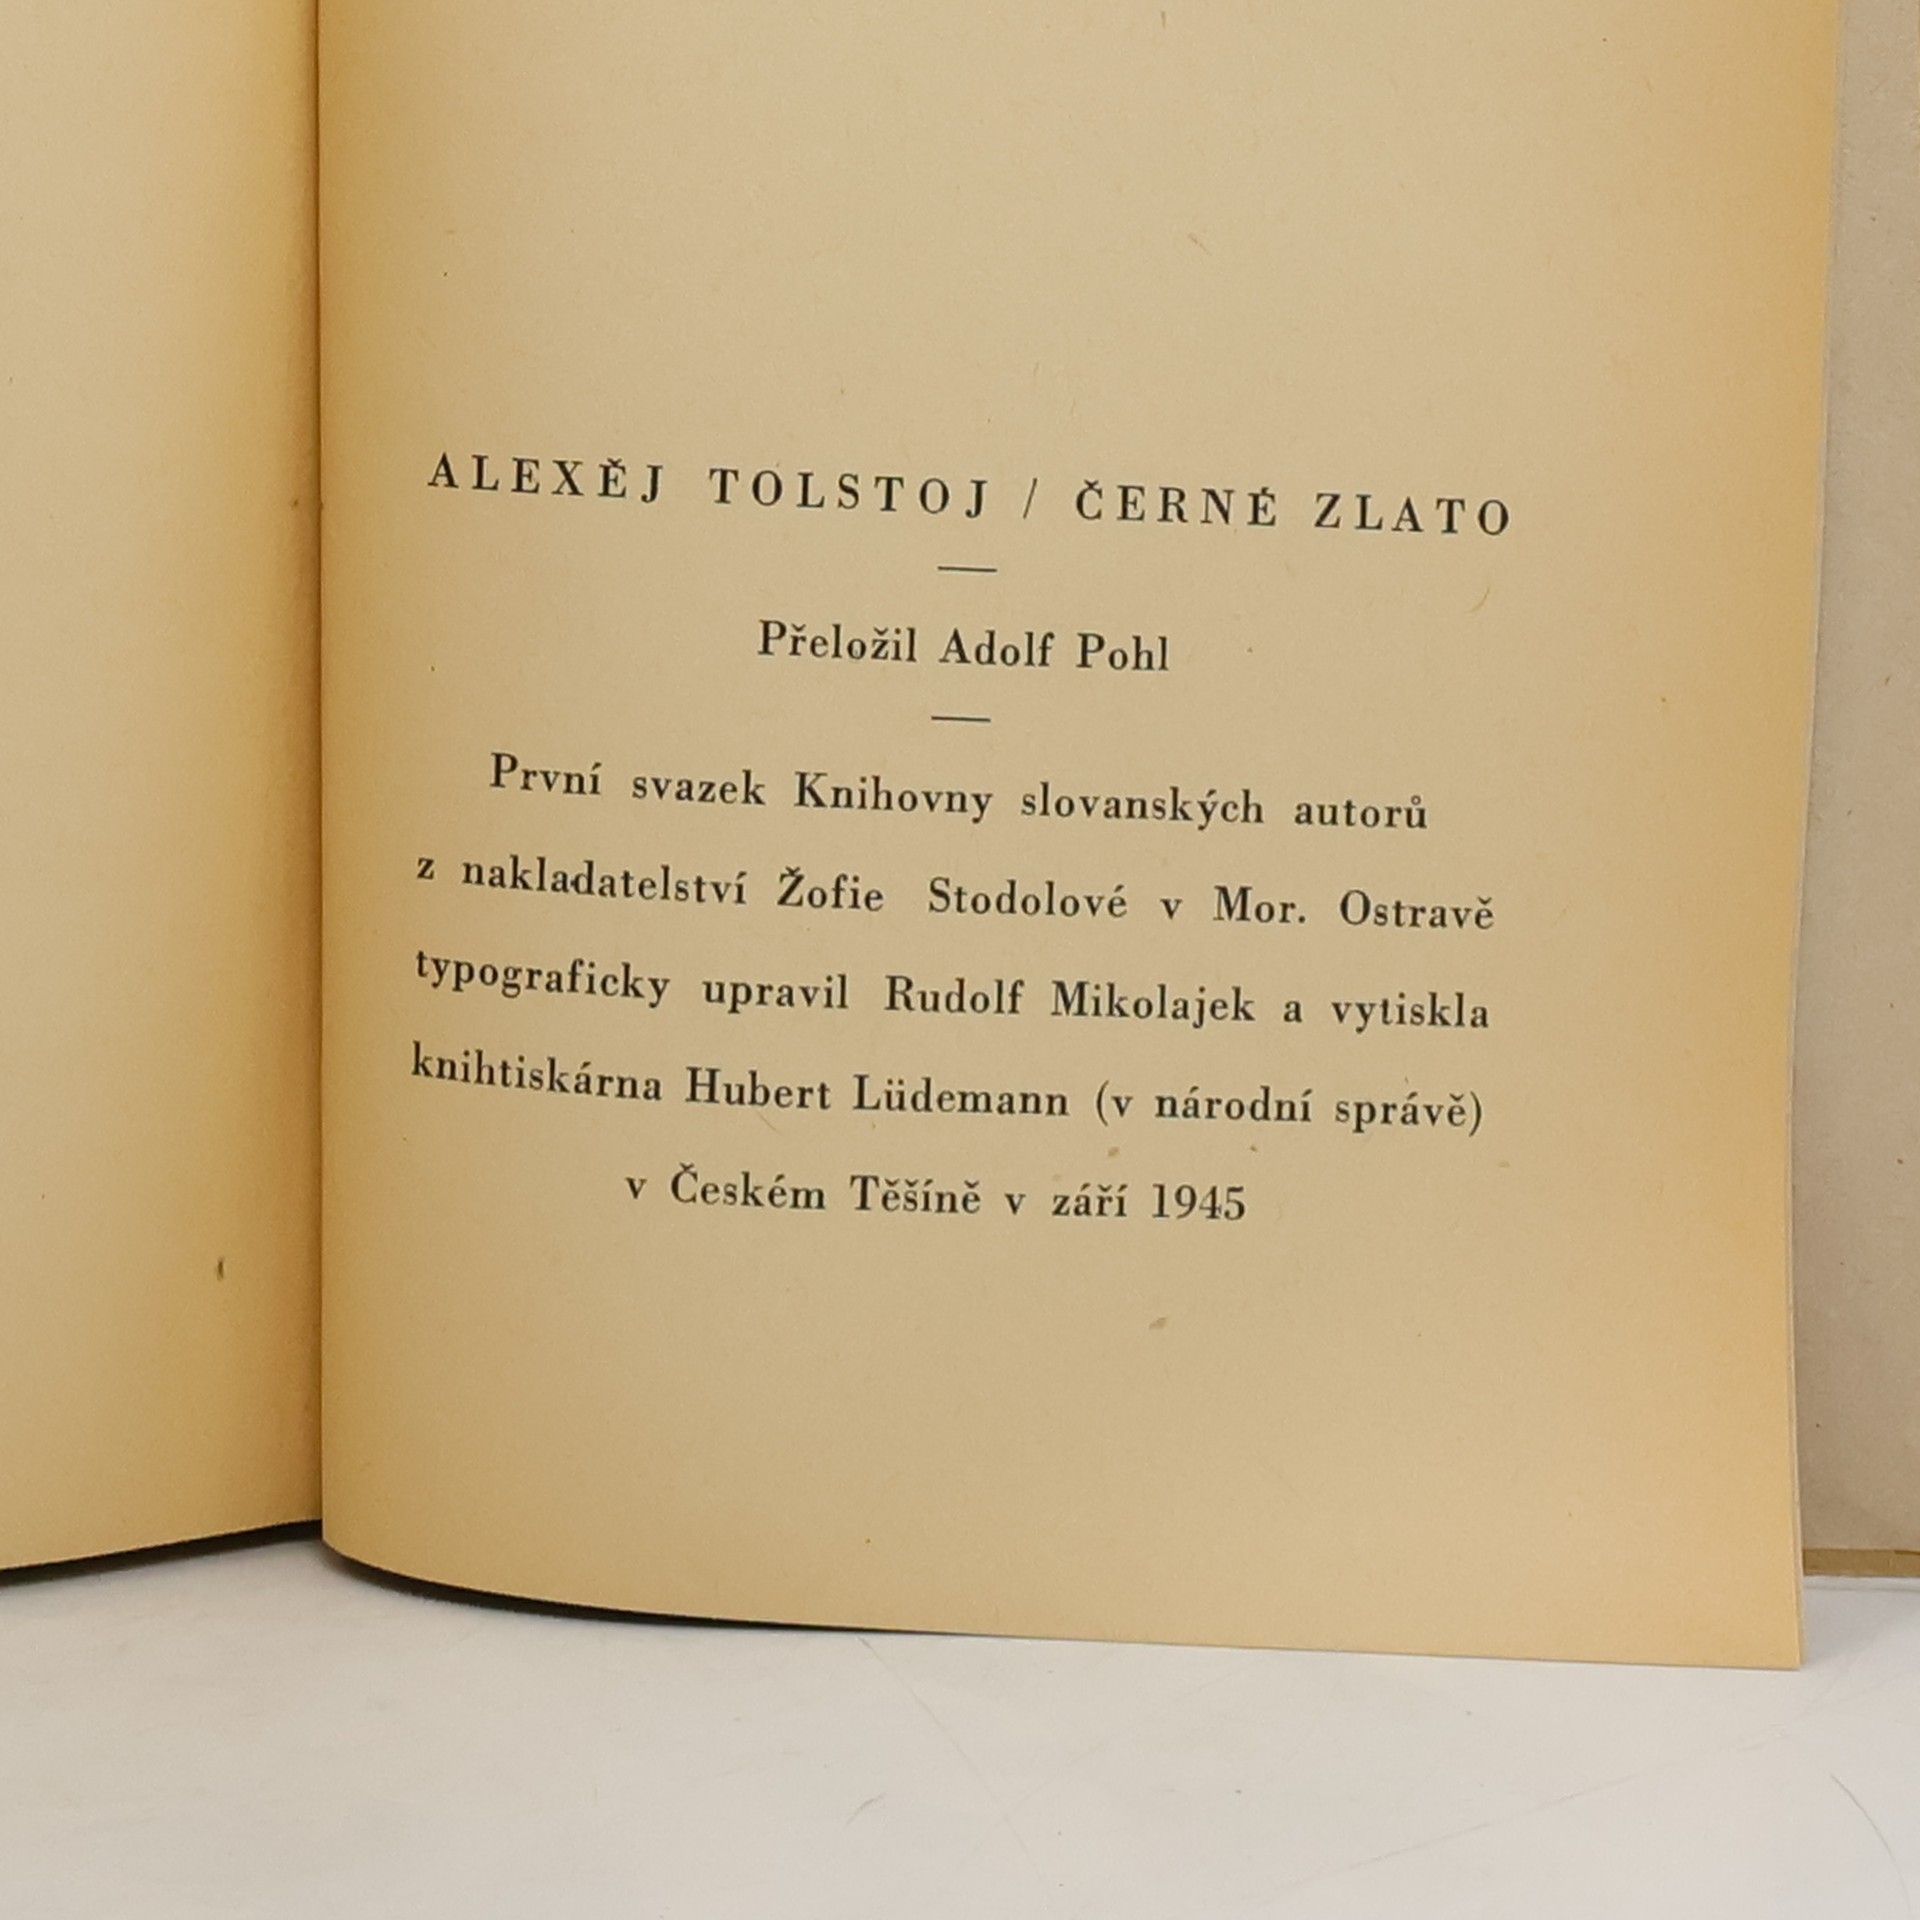 ALEXĚJ TOLSTOJ / ČERNÉ ZLATO
Přeložil Adolf Pohl
První svazek Knihovny slovanských autorů
z nakladatelství Žofie Stodolové v Mor. Ostravě
typograficky upravil Rudolf Mikolajek a vytiskla
knihtiskárna Hubert Lüdemann (v národní správě)
v Českém Těšíně v září 1945